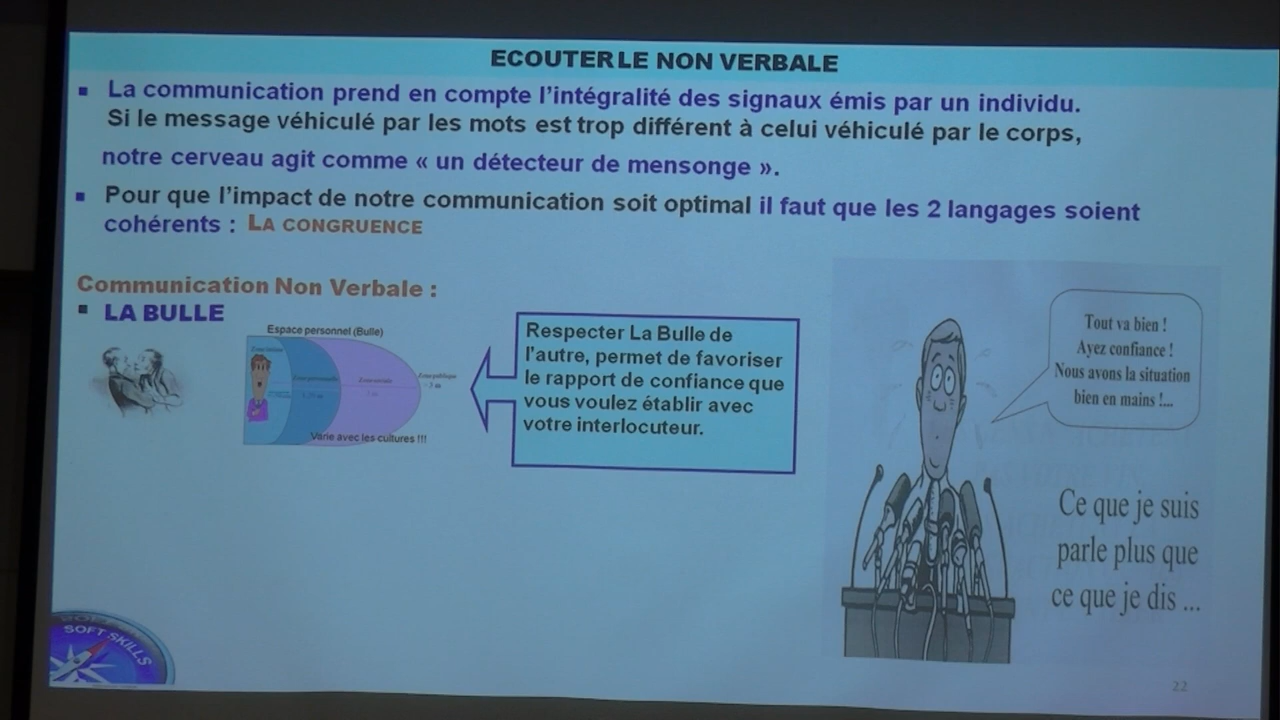 ECOUTER LE NON VERBALE
La communication prend en compte l'intégralité des signaux émis par un individu.
Si le message véhiculé par les mots est trop différent à celui véhiculé par le corps,
notre cerveau agit comme « un détecteur de mensonge ».
Pour que l'impact de notre communication soit optimal il faut que les 2 langages soient
cohérents : LA CONGRUENCE
Communication Non Verbale :
LA BULLE
Espace personnel (Bulle)
Varie avec les cultures !!!
Respecter La Bulle de
l'autre, permet de favoriser
le rapport de confiance que
vous voulez établir avec
votre interlocuteur.
Tout va bien !
Ayez confiance !
Nous avons la situation
bien en mains !...
Ce que je suis
parle plus que
ce que je dis ...
SOFT SKILLS
22